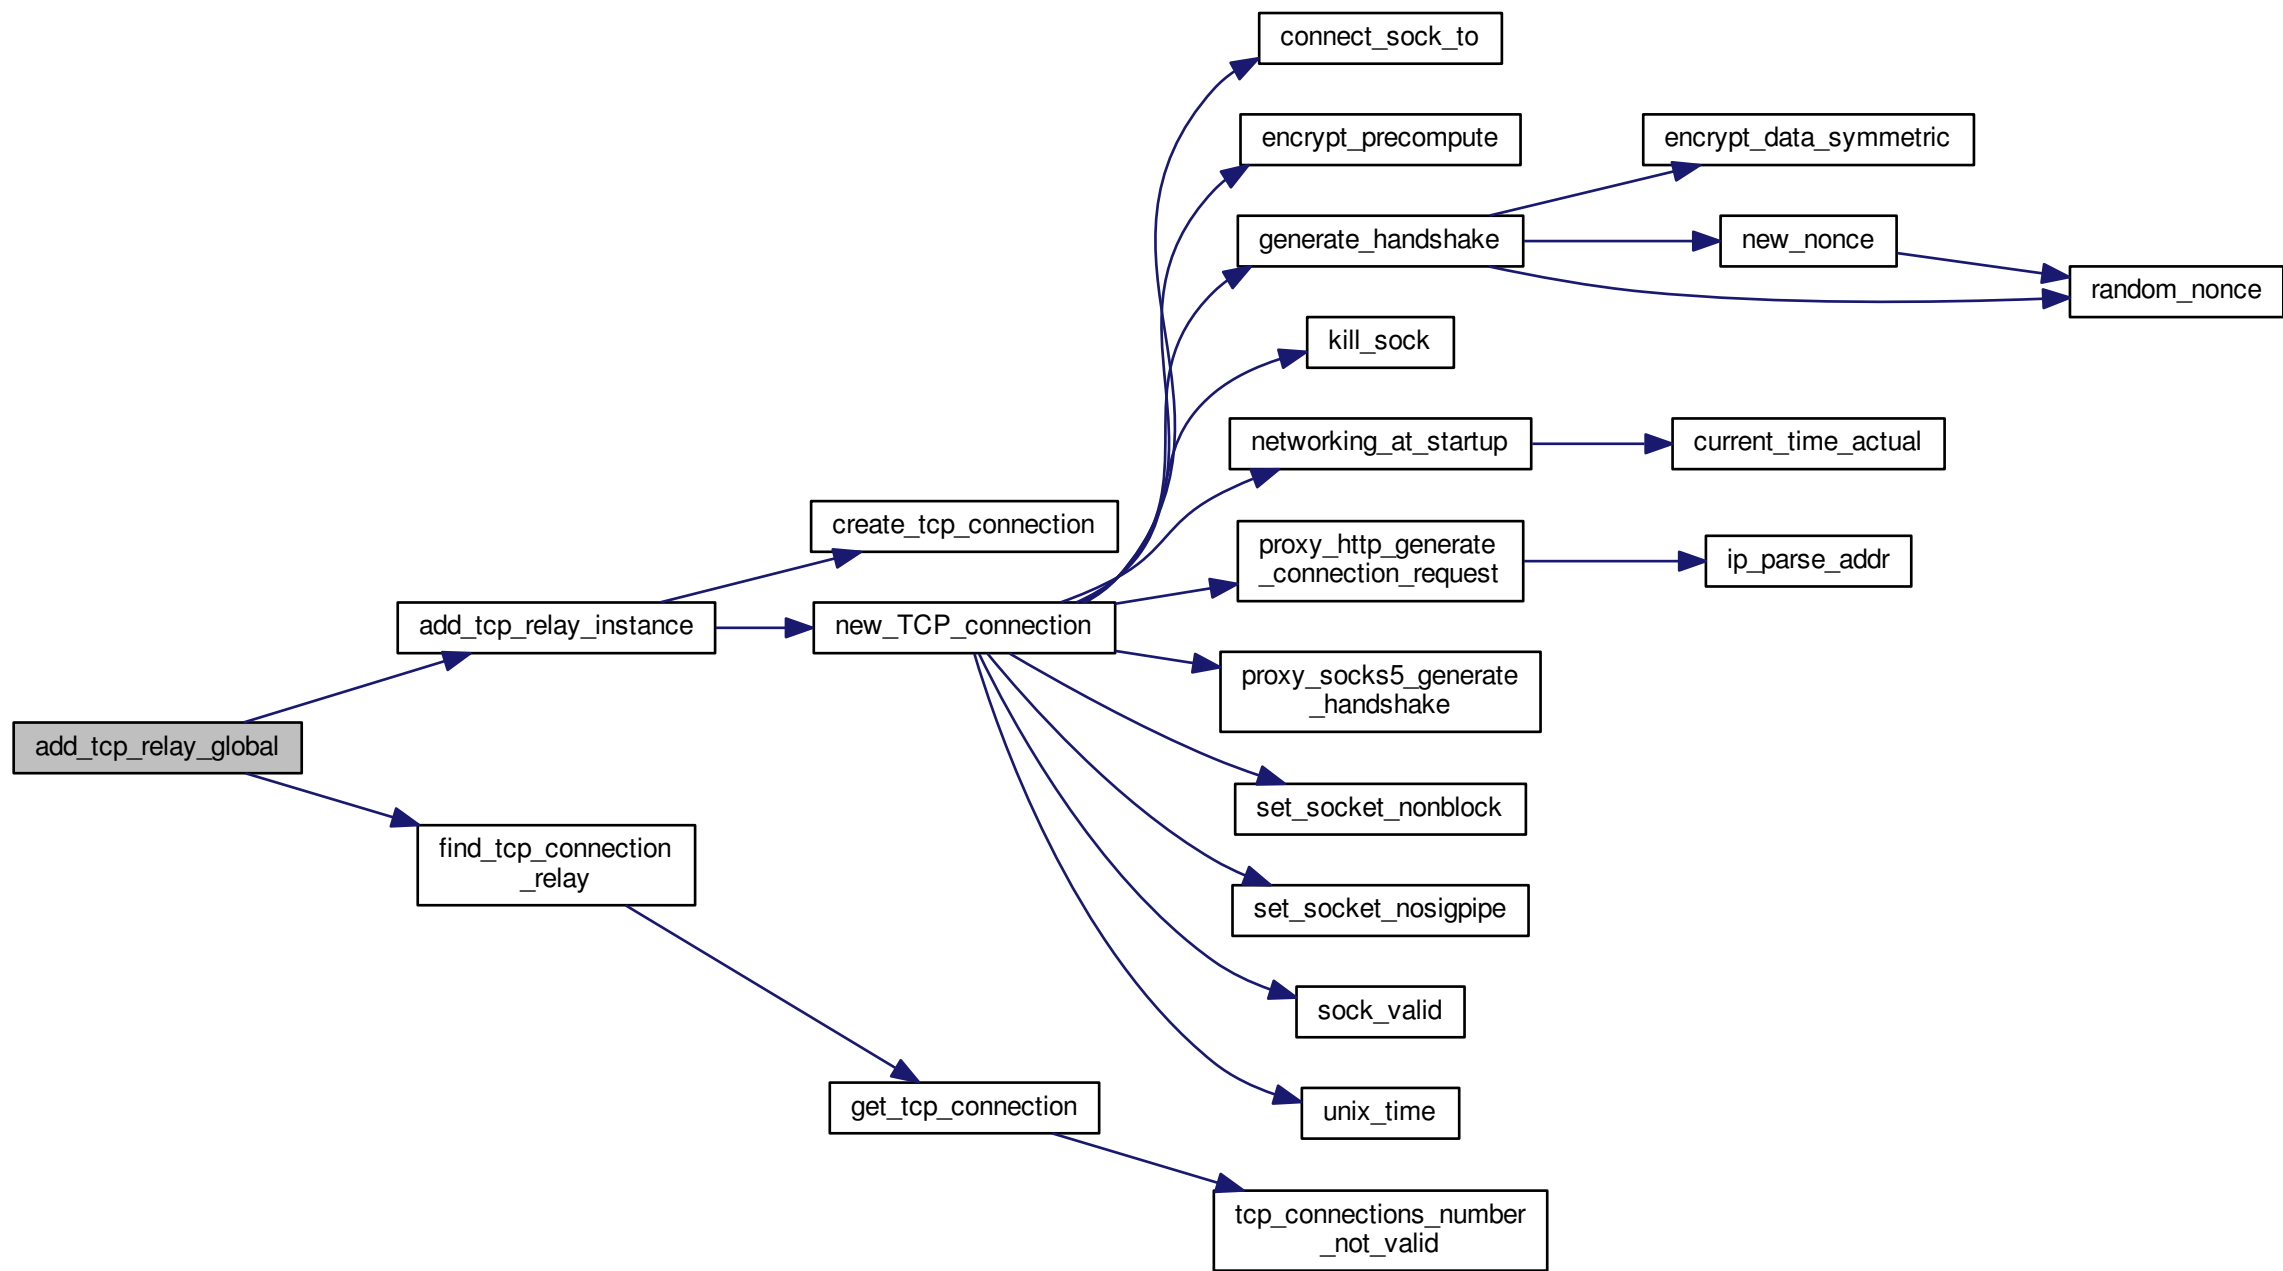 connect_sock_to
encrypt_precompute
encrypt_data_symmetric
generate_handshake
new_nonce
random_nonce
kill_sock
networking_at_startup
current_time_actual
create_tcp_connection
proxy_http_generate
_connection_request
ip_parse_addr
add_tcp_relay_instance
new_TCP_connection
proxy_socks5_generate
_handshake
add_tcp_relay_global
set_socket_nonblock
find_tcp_connection
_relay
set_socket_nosigpipe
sock_valid
get_tcp_connection
unix_time
tcp_connections_number
_not_valid